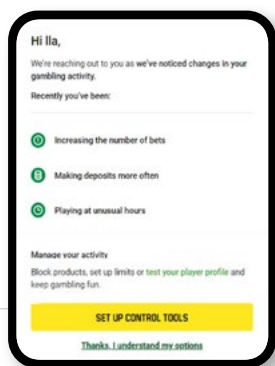 Hi Ila,
We're reaching out to you as we've noticed changes in your
gambling activity.
Recently you've been:
Increasing the number of bets
Making deposits more often
Playing at unusual hours
Manage your activity
Block products, set up limits or test your player profile and
keep gambling fun.
SET UP CONTROL TOOLS
Thanks, I understand my options